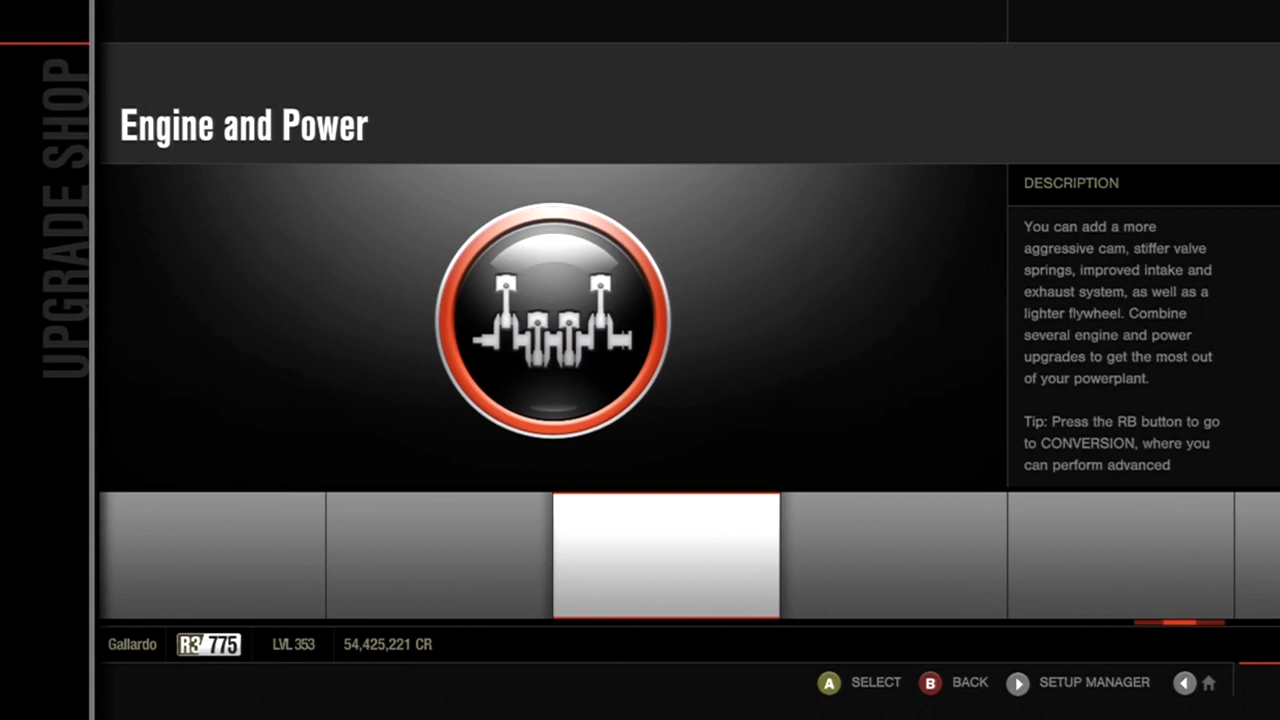 UPGRADE SHOP
Engine and Power
DESCRIPTION
You can add a more
aggressive cam, stiffer valve
springs, improved intake and
exhaust system, as well as a
lighter flywheel. Combine
several engine and power
upgrades to get the most out
of your powerplant.
Tip: Press the RB button to go
to CONVERSION, where you
can perform advanced
Gallardo R3 775 LVL 353 54,425,221 CR
A SELECT B BACK SETUP MANAGER